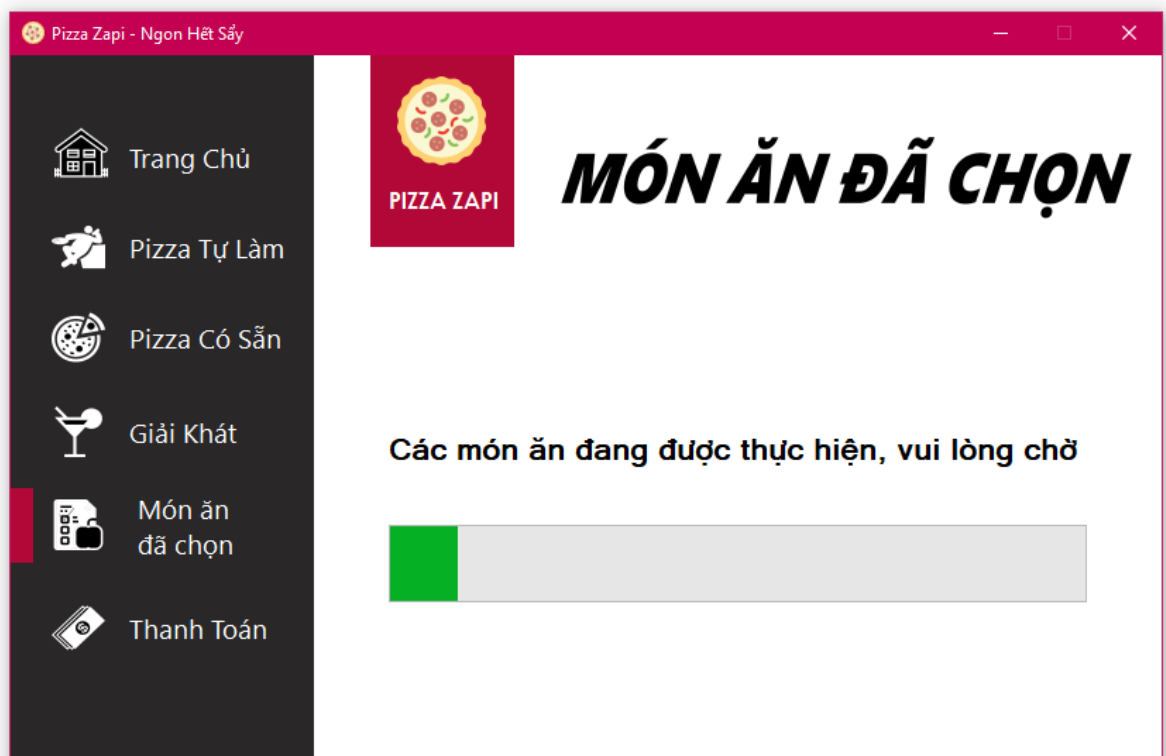 Pizza Zapi - Ngon Hết Sẩy
Trang Chủ
Pizza Tự Làm
Pizza Có Sẵn
Giải Khát
Món ăn
đã chọn
Thanh Toán
PIZZA ZAPI
MÓN ĂN ĐÃ CHỌN
Các món ăn đang được thực hiện, vui lòng chờ